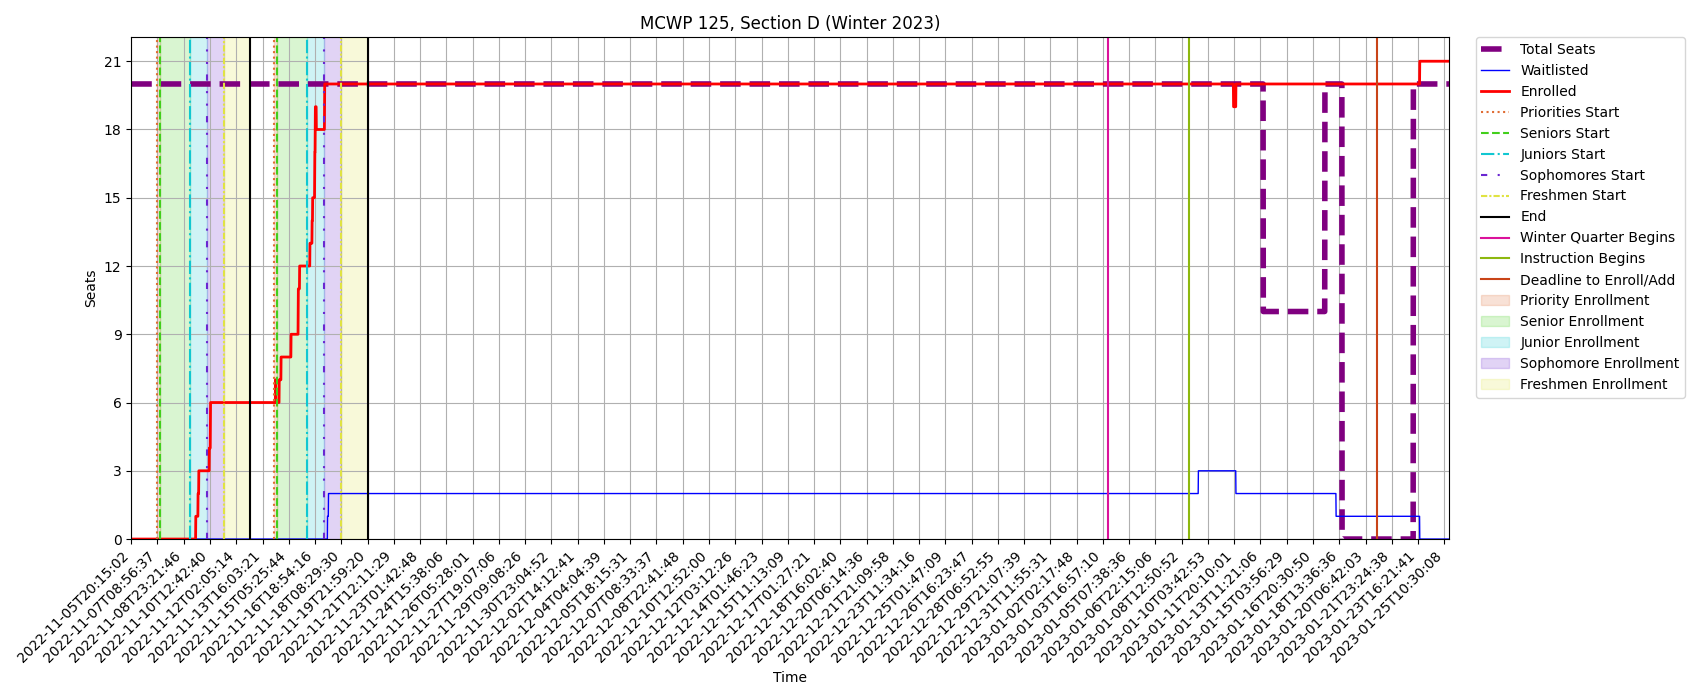 MCWP 125, Section D (Winter 2023)
Seats
21
18
15
12
9
6
3
0
2022-11-05T20:15:02
2022-11-07T08:56:37
2022-11-08T23:21:46
2022-11-10T12:42:40
2022-11-12T02:05:14
2022-11-13T16:03:21
2022-11-15T05:25:44
2022-11-16T18:54:16
2022-11-18T08:29:30
2022-11-19T21:59:20
2022-11-21T12:11:29
2022-11-23T01:42:48
2022-11-24T15:38:06
2022-11-26T05:28:01
2022-11-27T19:07:06
2022-11-29T09:08:26
2022-11-30T23:04:52
2022-12-02T14:12:41
2022-12-04T04:04:39
2022-12-05T18:15:31
2022-12-07T08:33:37
2022-12-08T22:41:48
2022-12-10T12:52:00
2022-12-12T03:12:26
2022-12-14T01:46:23
2022-12-15T11:13:09
2022-12-17T01:27:21
2022-12-18T16:02:40
2022-12-20T06:14:36
2022-12-21T21:09:58
2022-12-23T11:34:16
2022-12-25T01:47:09
2022-12-26T16:23:47
2022-12-28T06:52:55
2022-12-29T21:07:39
2022-12-31T11:55:31
2023-01-02T02:17:48
2023-01-03T16:57:10
2023-01-05T07:38:36
2023-01-06T22:15:06
2023-01-08T12:50:52
2023-01-10T03:42:53
2023-01-11T20:10:01
2023-01-13T11:21:06
2023-01-15T03:56:29
2023-01-16T20:30:50
2023-01-18T13:36:36
2023-01-20T06:42:03
2023-01-21T23:24:38
2023-01-23T16:21:41
2023-01-25T10:30:08
Time
Total Seats
Waitlisted
Enrolled
Priorities Start
Seniors Start
Juniors Start
Sophomores Start
Freshmen Start
End
Winter Quarter Begins
Instruction Begins
Deadline to Enroll/Add
Priority Enrollment
Senior Enrollment
Junior Enrollment
Sophomore Enrollment
Freshmen Enrollment